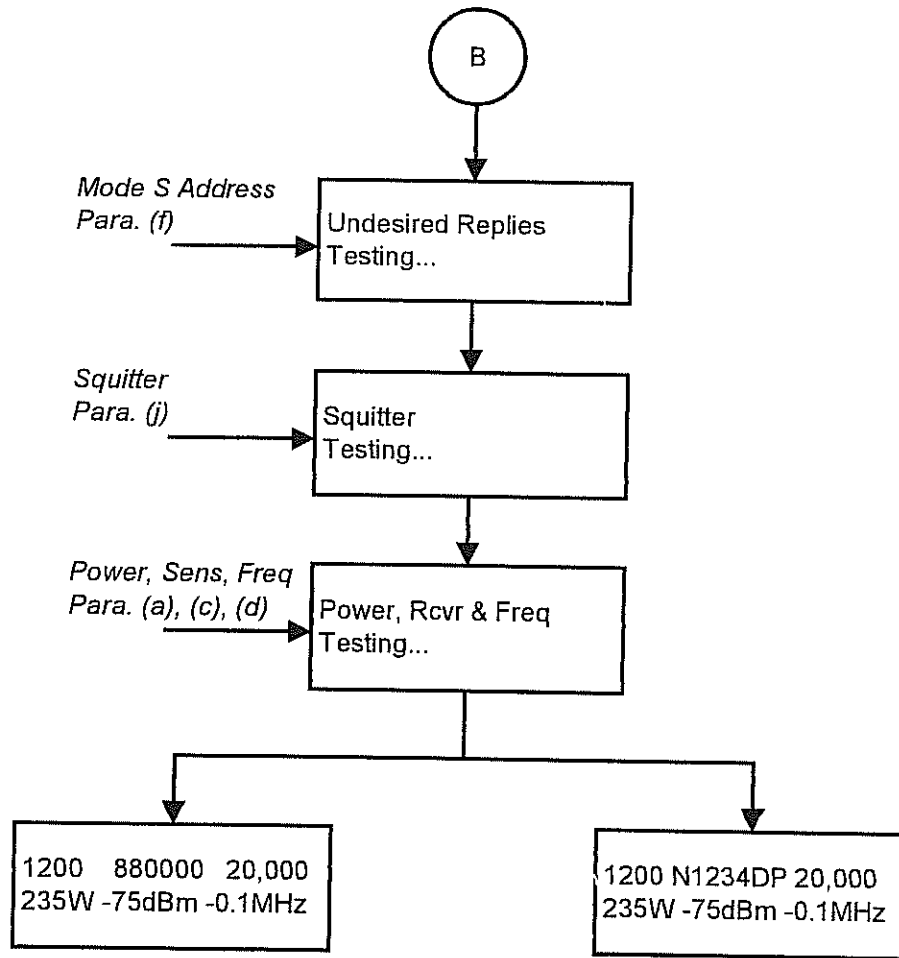 B
Mode S Address
Para. (f)
Undesired Replies
Testing...
Squitter
Para. (j)
Squitter
Testing...
Power, Sens, Freq
Para. (a), (c), (d)
Power, Rcvr & Freq
Testing...
1200 880000 20,000
235W -75dBm -0.1MHz
1200 N1234DP 20,000
235W -75dBm -0.1MHz